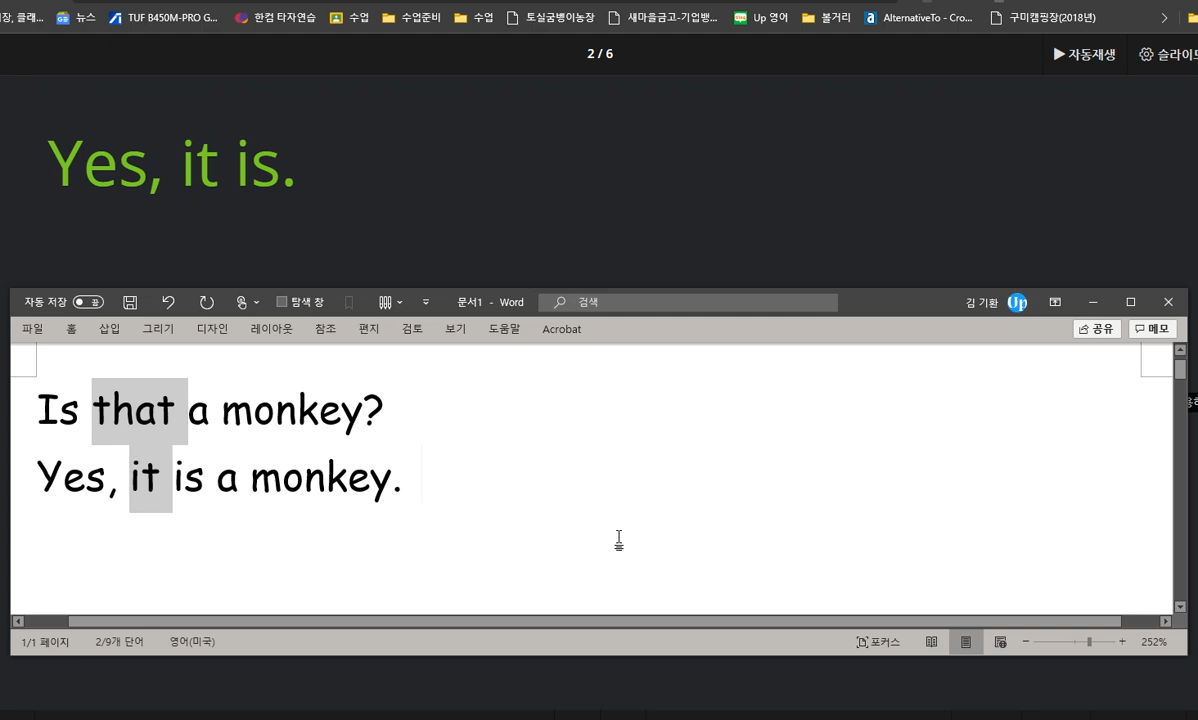 장, 클래... 뉴스 TUF B450M-PRO G... 한컴 타자연습 수업 수업준비 수업 토실굼벵이농장 새마을금고-기업뱅... Up 영어 볼거리 AlternativeTo - Cro... 구미캠핑장(2018년)
2 / 6 자동재생 슬라이드
Yes, it is.
자동 저장 끔 탐색 창 문서1 - Word 검색 김 기환 Up
파일 홈 삽입 그리기 디자인 레이아웃 참조 편지 검토 보기 도움말 Acrobat 공유 메모
Is that a monkey?
Yes, it is a monkey.
1/1 페이지 2/9개 단어 영어(미국) 포커스 252%